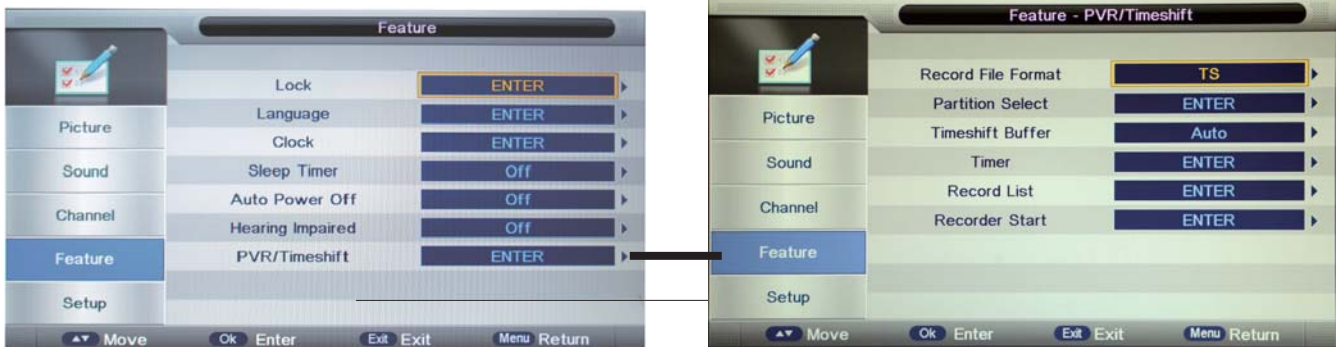 Feature
Lock ENTER
Language ENTER
Clock ENTER
Sleep Timer Off
Auto Power Off Off
Hearing Impaired Off
PVR/Timeshift ENTER
Picture
Sound
Channel
Feature
Setup
Move Ok Enter Exit Exit Menu Return
Feature - PVR/Timeshift
Record File Format TS
Partition Select ENTER
Timeshift Buffer Auto
Timer ENTER
Record List ENTER
Recorder Start ENTER
Picture
Sound
Channel
Feature
Setup
Move Ok Enter Exit Exit Menu Return